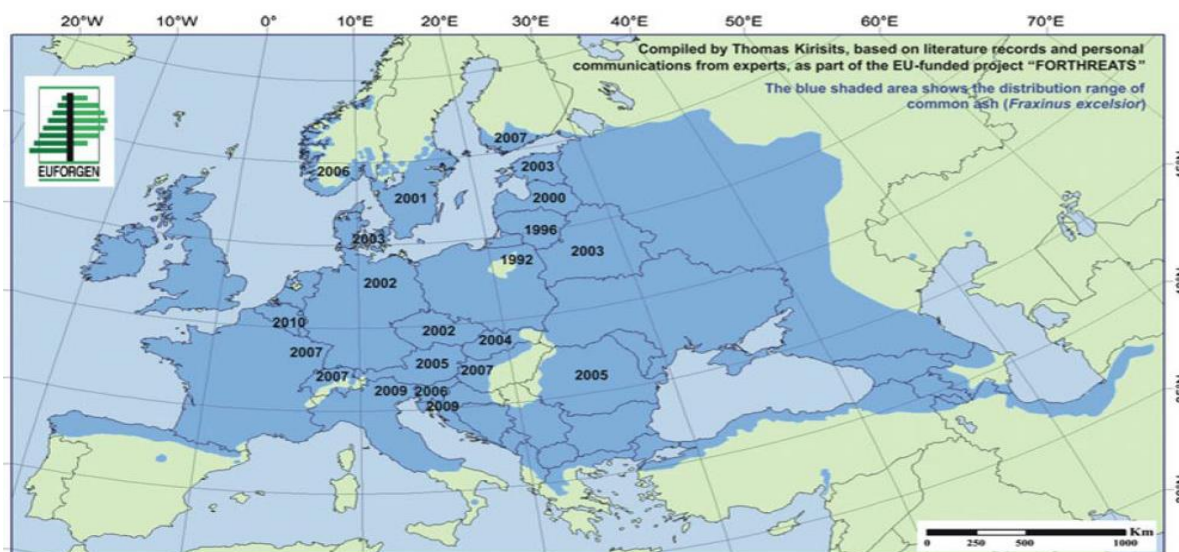 20°W
10°W
0°
10°E
20°E
30°E
40°E
50°E
60°E
70°E
Compiled by Thomas Kirisits, based on literature records and personal
communications from experts, as part of the EU-funded project “FORTHREATS”
The blue shaded area shows the distribution range of
common ash (Fraxinus excelsior)
EUFORGEN
2007
2003
2006
2001
2000
1996
2003
2003
1992
2002
2010
2002
2004
2007
2005
2007
2007
2005
2009
2006
2009
Km
0 250 500 1000